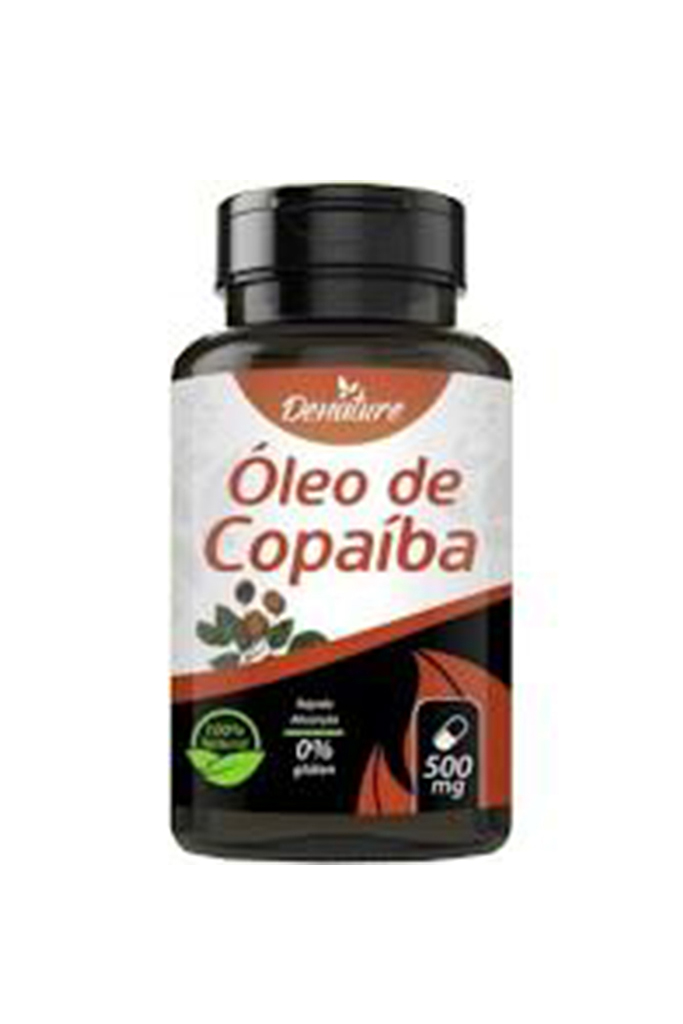 Denature
Óleo de
Copaíba
100%
Natural
Rápida
Absorção
0%
glúten
500
mg